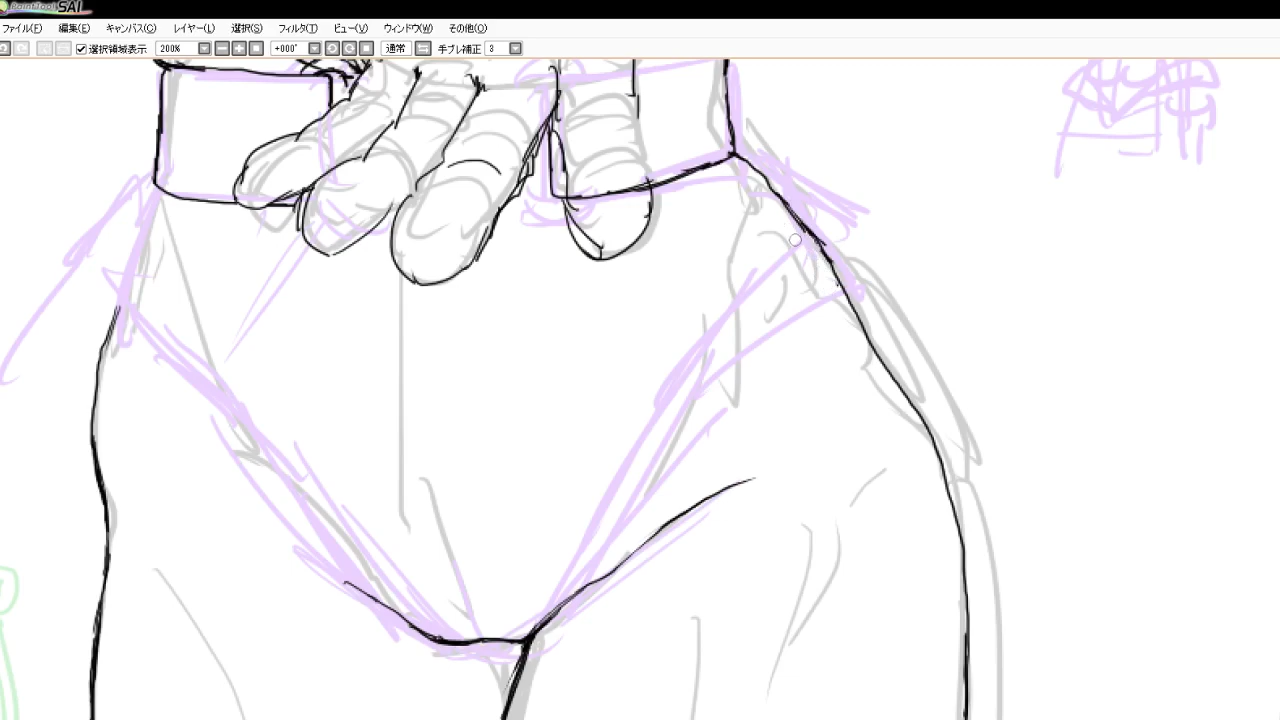 PaintTool SAI
ファイル(F) 編集(E) キャンバス(C) レイヤー(L) 選択(S) フィルタ(T) ビュー(V) ウィンドウ(W) その他(O)
選択領域表示 200% +000° 通常 手ブレ補正 3